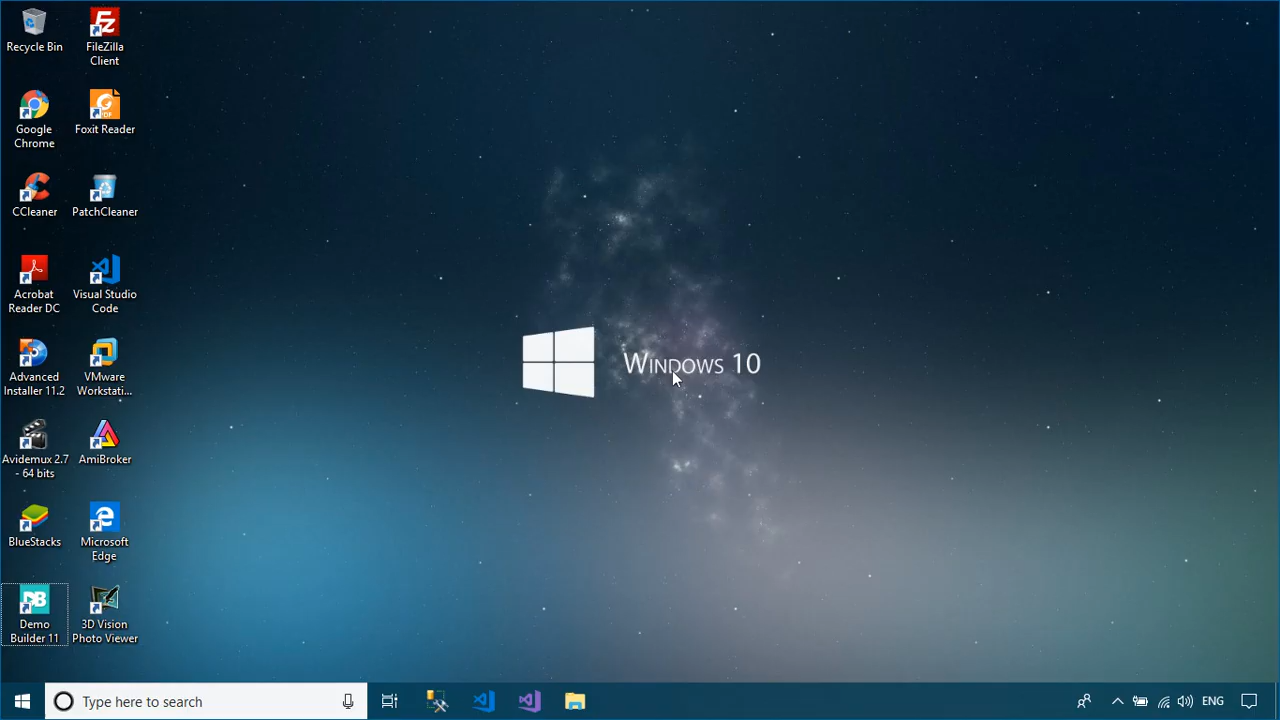 Recycle Bin
FileZilla
Client
Google
Chrome
Foxit Reader
CCleaner
PatchCleaner
Acrobat
Reader DC
Visual Studio
Code
Advanced
Installer 11.2
VMware
Workstati...
Avidemux 2.7
- 64 bits
AmiBroker
BlueStacks
Microsoft
Edge
DB
Demo
Builder 11
3D Vision
Photo Viewer
Windows 10
Type here to search
ENG